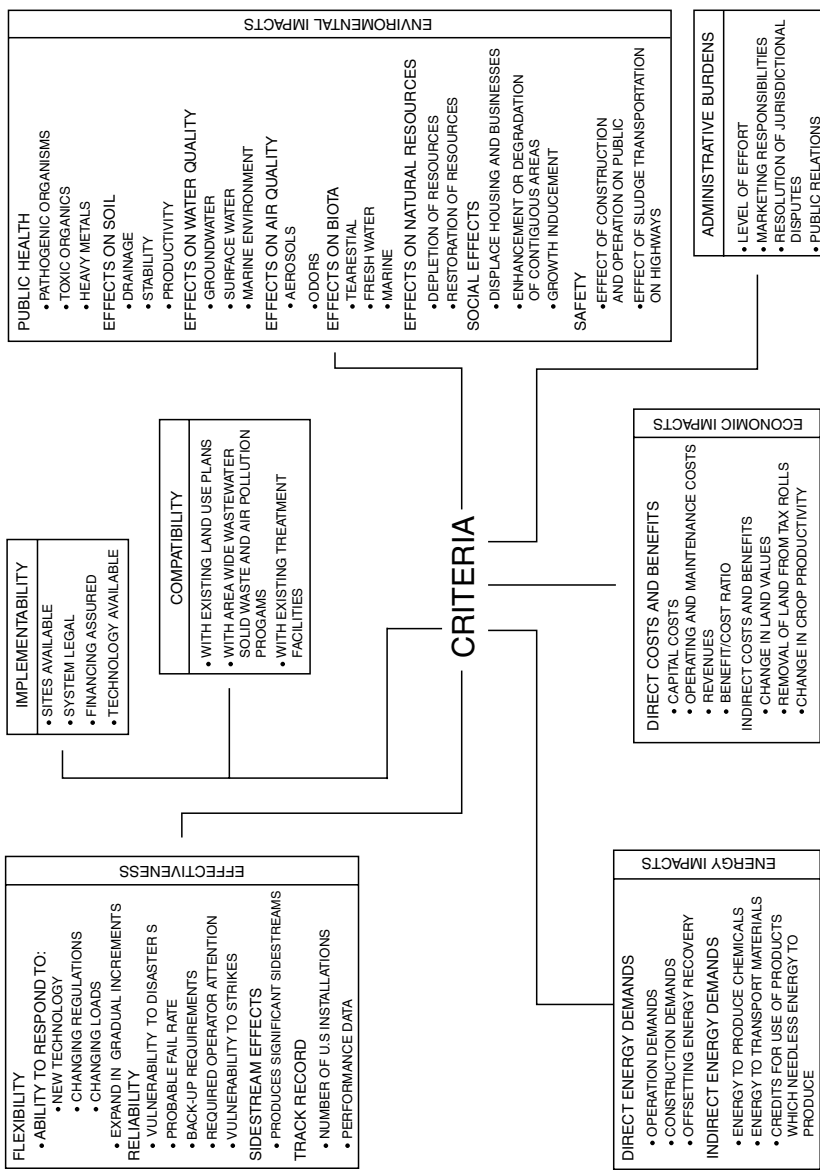 FLEXIBILITY
• ABILITY TO RESPOND TO:
• NEW TECHNOLOGY
• CHANGING REGULATIONS
• CHANGING LOADS
• EXPAND IN GRADUAL INCREMENTS
RELIABILITY
• VULNERABILITY TO DISASTER S
• PROBABLE FAIL RATE
• BACK-UP REQUIREMENTS
• REQUIRED OPERATOR ATTENTION
• VULNERABILITY TO STRIKES
SIDESTREAM EFFECTS
• PRODUCES SIGNIFICANT SIDESTREAMS
TRACK RECORD
• NUMBER OF U.S INSTALLATIONS
• PERFORMANCE DATA
EFFECTIVENESS
IMPLEMENTABILITY
• SITES AVAILABLE
• SYSTEM LEGAL
• FINANCING ASSURED
• TECHNOLOGY AVAILABLE
COMPATIBILITY
• WITH EXISTING LAND USE PLANS
• WITH AREA WIDE WASTEWATER
SOLID WASTE AND AIR POLLUTION
PROGAMS
• WITH EXISTING TREATMENT
FACILITIES
PUBLIC HEALTH
• PATHOGENIC ORGANISMS
• TOXIC ORGANICS
• HEAVY METALS
EFFECTS ON SOIL
• DRAINAGE
• STABILITY
• PRODUCTIVITY
EFFECTS ON WATER QUALITY
• GROUNDWATER
• SURFACE WATER
• MARINE ENVIRONMENT
EFFECTS ON AIR QUALITY
• AEROSOLS
• ODORS
EFFECTS ON BIOTA
• TEARESTIAL
• FRESH WATER
• MARINE
EFFECTS ON NATURAL RESOURCES
• DEPLETION OF RESOURCES
• RESTORATION OF RESOURCES
SOCIAL EFFECTS
• DISPLACE HOUSING AND BUSINESSES
• ENHANCEMENT OR DEGRADATION
OF CONTIGUOUS AREAS
• GROWTH INDUCEMENT
SAFETY
• EFFECT OF CONSTRUCTION
AND OPERATION ON PUBLIC
• EFFECT OF SLUDGE TRANSPORTATION
ON HIGHWAYS
ENVIROMENTAL IMPACTS
CRITERIA
DIRECT ENERGY DEMANDS
• OPERATION DEMANDS
• CONSTRUCTION DEMANDS
• OFFSETTING ENERGY RECOVERY
INDIRECT ENERGY DEMANDS
• ENERGY TO PRODUCE CHEMICALS
• ENERGY TO TRANSPORT MATERIALS
• CREDITS FOR USE OF PRODUCTS
WHICH NEEDLESS ENERGY TO
PRODUCE
ENERGY IMPACTS
DIRECT COSTS AND BENEFITS
• CAPITAL COSTS
• OPERATING AND MAINTENANCE COSTS
• REVENUES
• BENEFIT/COST RATIO
INDIRECT COSTS AND BENEFITS
• CHANGE IN LAND VALUES
• REMOVAL OF LAND FROM TAX ROLLS
• CHANGE IN CROP PRODUCTIVITY
ECONOMIC IMPACTS
ADMINISTRATIVE BURDENS
• LEVEL OF EFFORT
• MARKETING RESPONSIBILITIES
• RESOLUTION OF JURISDICTIONAL
DISPUTES
• PUBLIC RELATIONS